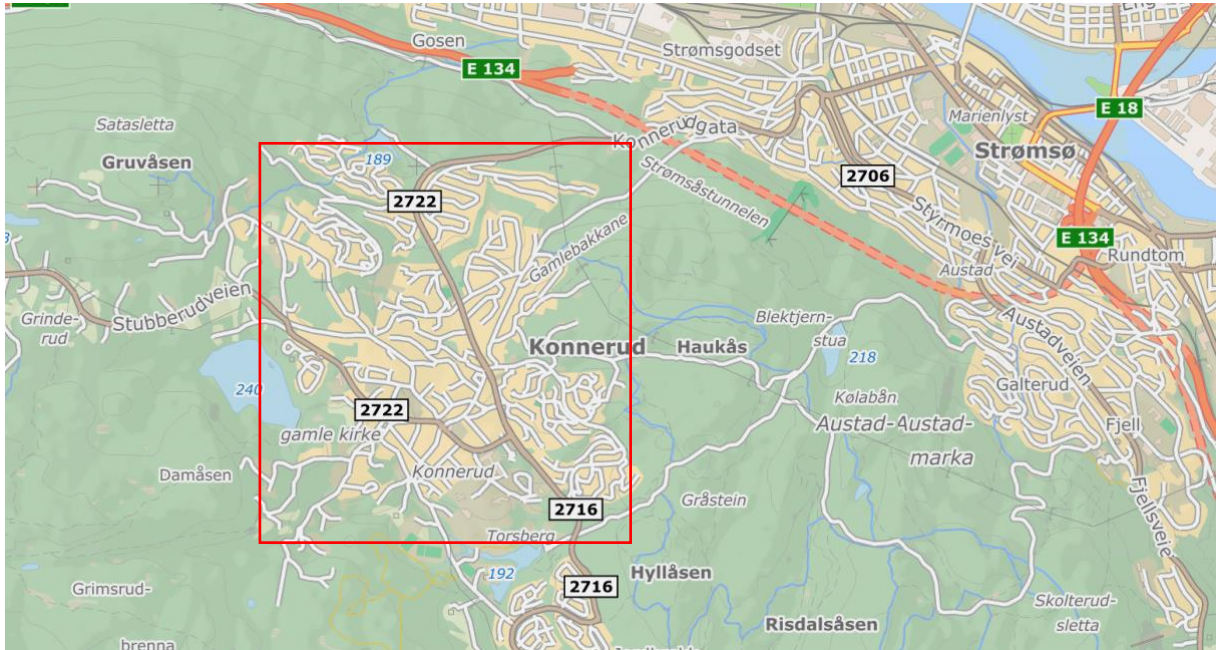 Gosen
Strømsgodset
E 134
E 18
Satasletta
Gruvåsen
189
Konnerudgata
Marienlyst
Strømsø
2722
Strømsåstunnelen
2706
Gamlebakkane
Styrmoes vei
E 134
Rundtom
Austad
Grinde-
rud
Stubberudveien
Blektjern-
stua
218
Austadveien
Konnerud
Haukås
240
Galterud
Kølabån
2722
gamle kirke
Austad-Austad-
marka
Fjell
Damåsen
Konnerud
Gråstein
Fjellsveie
2716
Torsberg
192
Hyllåsen
2716
Grimsrud-
brenna
Skolterud-
sletta
Risdalsåsen